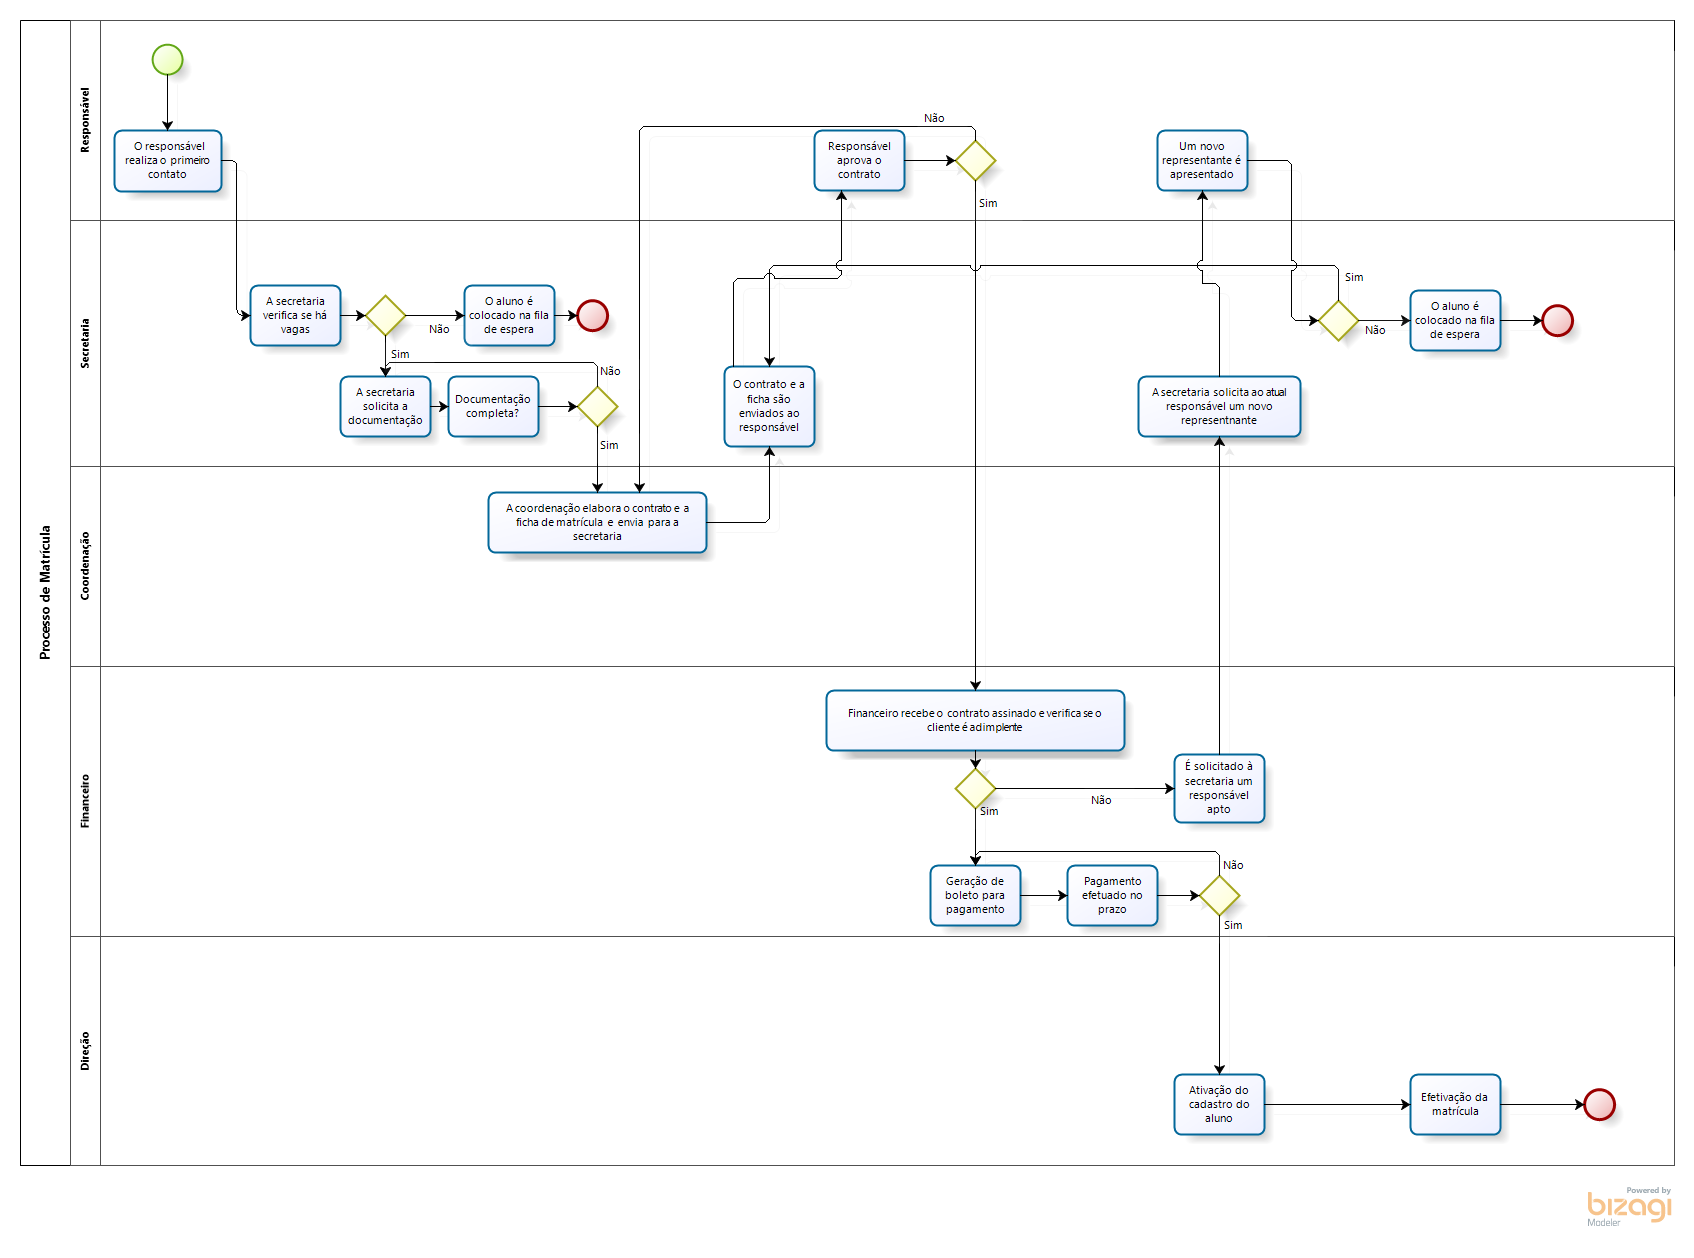 Processo de Matrícula
Responsável
O responsável
realiza o primeiro
contato
Não
Responsável
aprova o
contrato
Sim
Um novo
representante é
apresentado
Secretaria
A secretaria
verifica se há
vagas
Não
Sim
O aluno é
colocado na fila
de espera
A secretaria
solicita a
documentação
Documentação
completa?
Não
Sim
O contrato e a
ficha são
enviados ao
responsável
A secretaria solicita ao atual
responsável um novo
representnante
Sim
Não
O aluno é
colocado na fila
de espera
Coordenação
A coordenação elabora o contrato e a
ficha de matrícula e envia para a
secretaria
Financeiro
Financeiro recebe o contrato assinado e verifica se o
cliente é adimplente
Não
Sim
É solicitado à
secretaria um
responsável
apto
Geração de
boleto para
pagamento
Pagamento
efetuado no
prazo
Não
Sim
Direção
Ativação do
cadastro do
aluno
Efetivação da
matrícula
Powered by
bizagi
Modeler